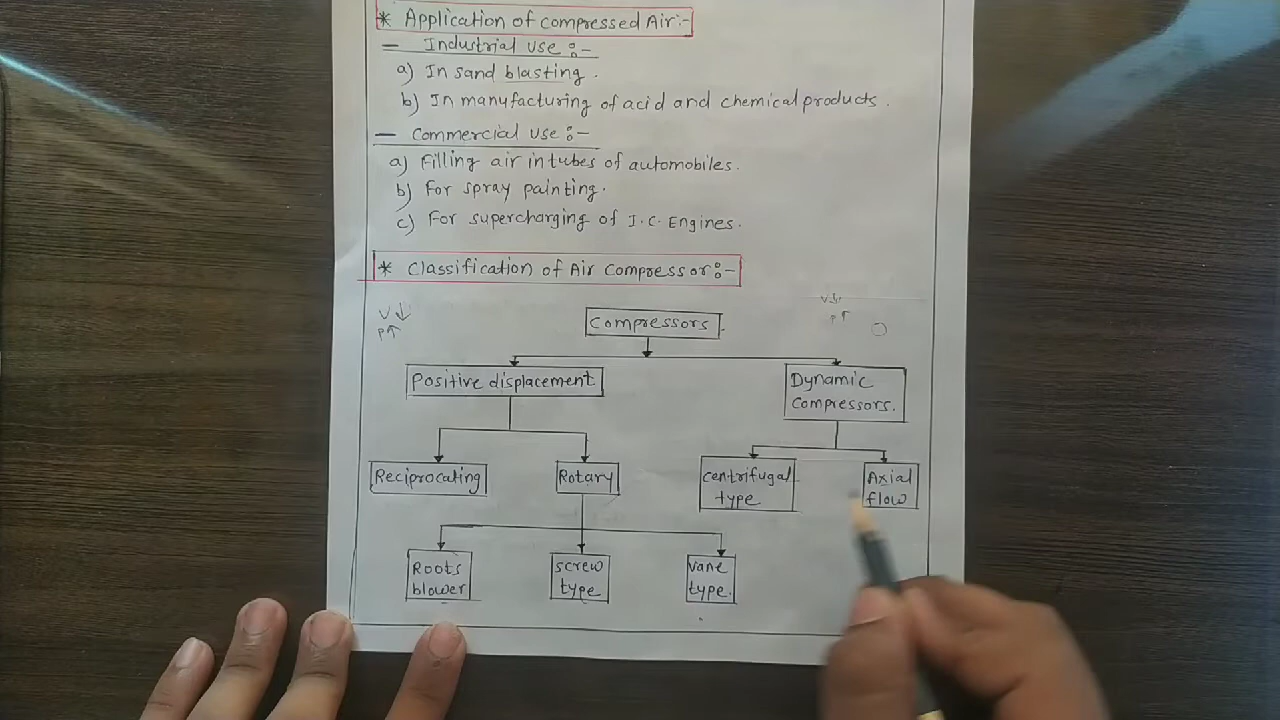 * Application of compressed Air:-
— Industrial use :-
a) In sand blasting .
b) In manufacturing of acid and chemical products .
— Commercial use :-
a) Filling air in tubes of automobiles.
b) For spray painting.
c) For supercharging of I.C. Engines.
* Classification of Air compressor:-
V↓
P↑
V↓
P↑
Compressors
Positive displacement
Dynamic
compressors.
Reciprocating
Rotary
Centrifugal
type
Axial
flow
Roots
blower
Screw
type
Vane
type.